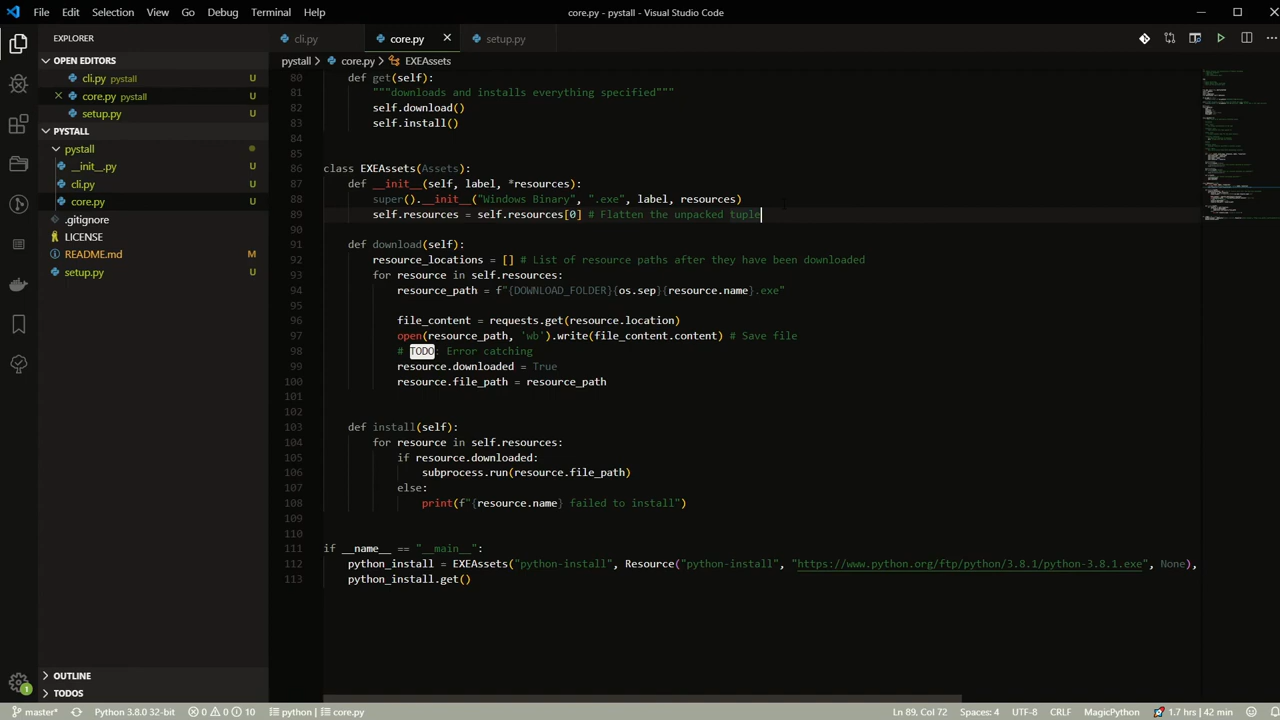 File Edit Selection View Go Debug Terminal Help core.py • pystall - Visual Studio Code
EXPLORER
OPEN EDITORS
cli.py pystall U
core.py pystall U
setup.py U
PYSTALL
pystall
__init__.py U
cli.py U
core.py U
.gitignore
LICENSE
README.md M
setup.py U
OUTLINE
TODOS
cli.py core.py setup.py
pystall core.py EXEAssets
80 def get(self):
81 """downloads and installs everything specified"""
82 self.download()
83 self.install()
84
85
86 class EXEAssets(Assets):
87 def __init__(self, label, *resources):
88 super().__init__("Windows Binary", ".exe", label, resources)
89 self.resources = self.resources[0] # Flatten the unpacked tuple
90
91 def download(self):
92 resource_locations = [] # List of resource paths after they have been downloaded
93 for resource in self.resources:
94 resource_path = f"{DOWNLOAD_FOLDER}{os.sep}{resource.name}.exe"
95
96 file_content = requests.get(resource.location)
97 open(resource_path, 'wb').write(file_content.content) # Save file
98 # TODO: Error catching
99 resource.downloaded = True
100 resource.file_path = resource_path
101
102
103 def install(self):
104 for resource in self.resources:
105 if resource.downloaded:
106 subprocess.run(resource.file_path)
107 else:
108 print(f"{resource.name} failed to install")
109
110
111 if __name__ == "__main__":
112 python_install = EXEAssets("python-install", Resource("python-install", "https://www.python.org/ftp/python/3.8.1/python-3.8.1.exe", None),
113 python_install.get()
1
master* Python 3.8.0 32-bit 0 0 10 python | core.py Ln 89, Col 72 Spaces: 4 UTF-8 CRLF MagicPython 1.7 hrs | 42 min